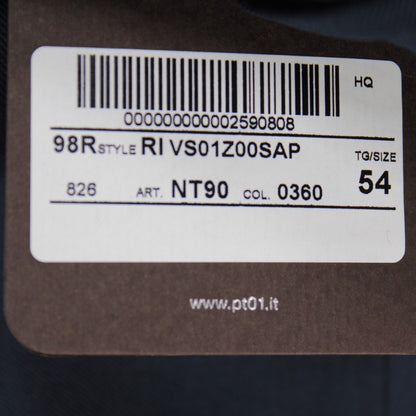 HQ
000000000002590808
98R STYLE RI VS01Z00SAP
TG/SIZE
826 ART. NT90 COL. 0360
54
www.pt01.it